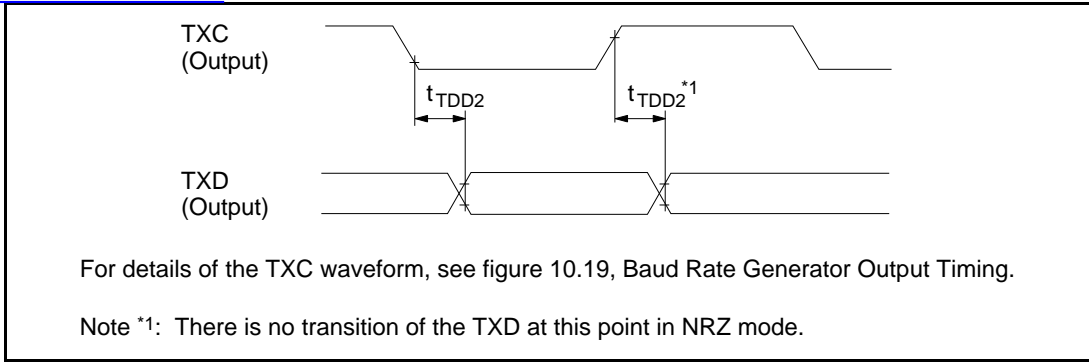 TXC
(Output)
tTDD2
tTDD2*1
TXD
(Output)
For details of the TXC waveform, see figure 10.19, Baud Rate Generator Output Timing.
Note *1: There is no transition of the TXD at this point in NRZ mode.